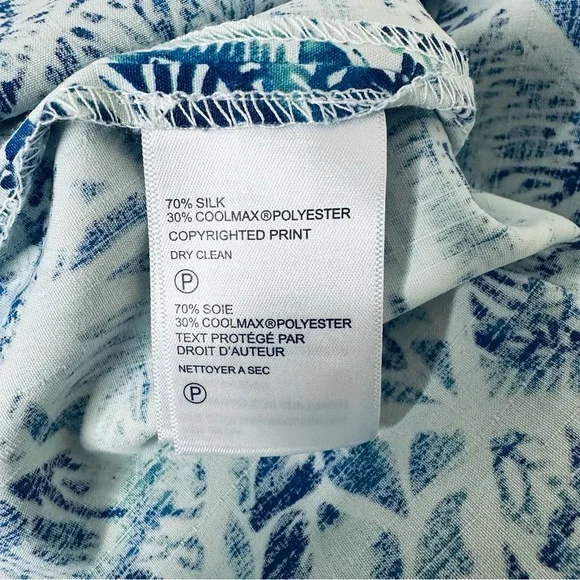 70% SILK
30% COOLMAX®POLYESTER
COPYRIGHTED PRINT
DRY CLEAN
P
70% SOIE
30% COOLMAX®POLYESTER
TEXT PROTÉGÉ PAR
DROIT D'AUTEUR
NETTOYER A SEC
P